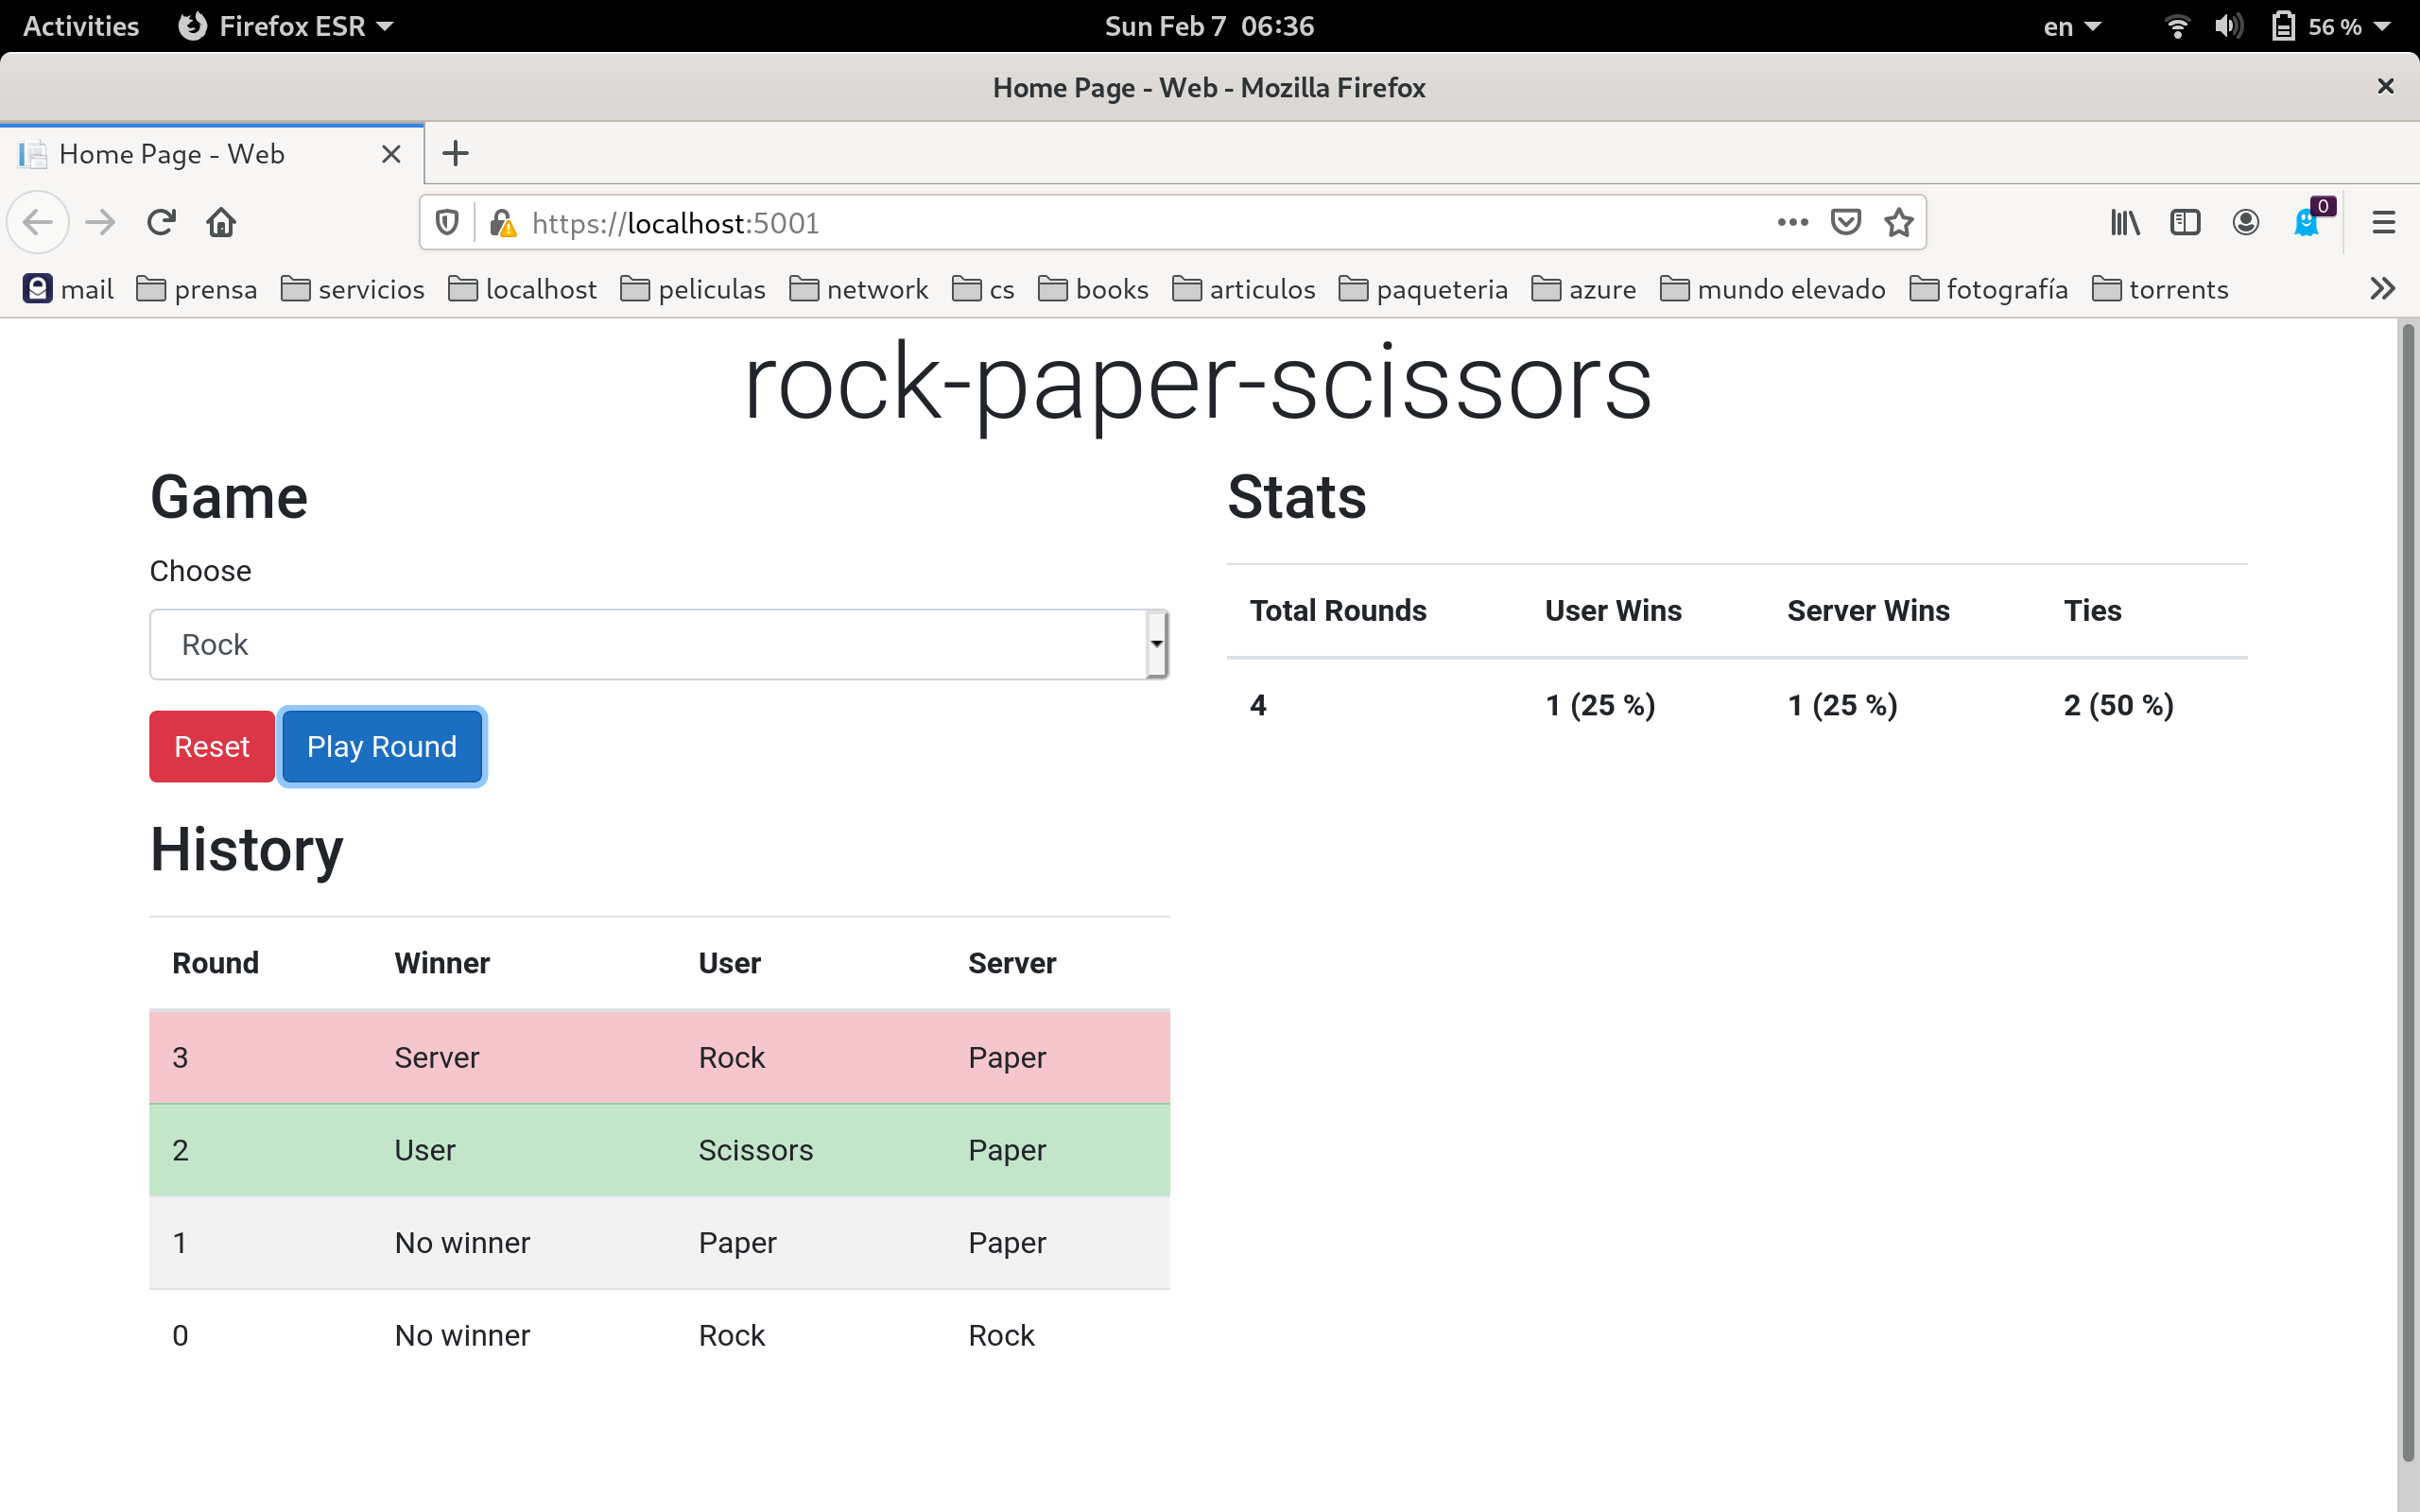 Activities Firefox ESR Sun Feb 7 06:36 en 56 %
Home Page - Web - Mozilla Firefox
Home Page - Web
https://localhost:5001 0
mail prensa servicios localhost peliculas network cs books articulos paqueteria azure mundo elevado fotografía torrents
rock-paper-scissors
Game
Choose
Rock
Reset Play Round
History
Round Winner User Server
3 Server Rock Paper
2 User Scissors Paper
1 No winner Paper Paper
0 No winner Rock Rock
Stats
Total Rounds User Wins Server Wins Ties
4 1 (25 %) 1 (25 %) 2 (50 %)